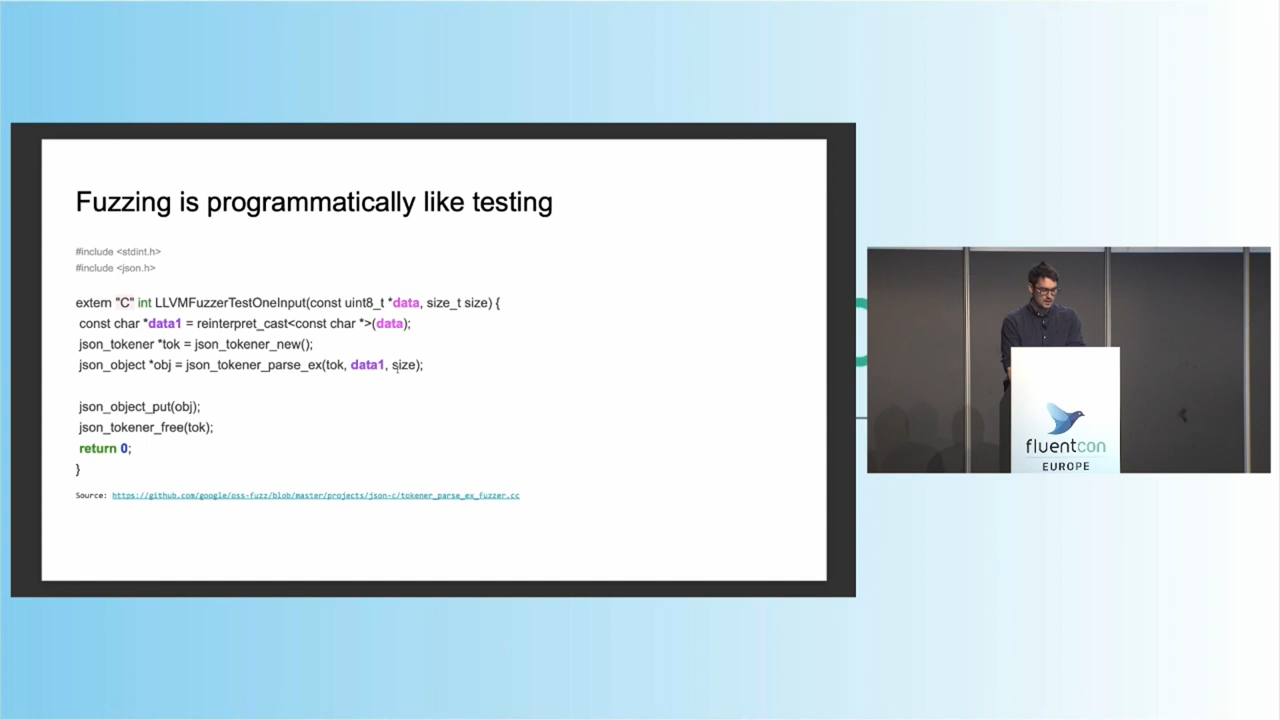 Fuzzing is programmatically like testing
#include <stdint.h>
#include <json.h>
extern "C" int LLVMFuzzerTestOneInput(const uint8_t *data, size_t size) {
const char *data1 = reinterpret_cast<const char *>(data);
json_tokener *tok = json_tokener_new();
json_object *obj = json_tokener_parse_ex(tok, data1, size);
json_object_put(obj);
json_tokener_free(tok);
return 0;
}
Source: https://github.com/google/oss-fuzz/blob/master/projects/json-c/tokener_parse_ex_fuzzer.cc
fluentcon
EUROPE